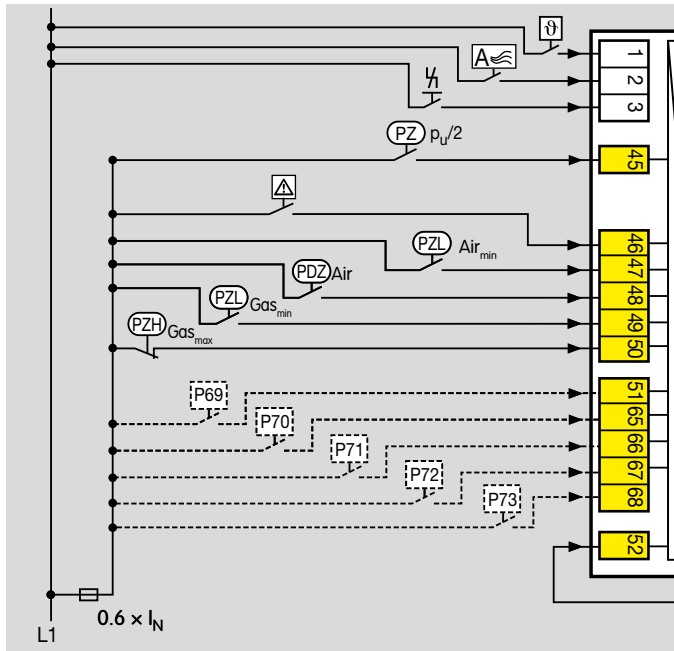 ϑ
1
A
2
3
PZ pu/2
45
46
PZL Airmin
47
PDZ Air
48
PZL Gasmin
49
PZH Gasmax
50
P69
51
P70
65
P71
66
P72
67
P73
68
52
0.6 × IN
L1